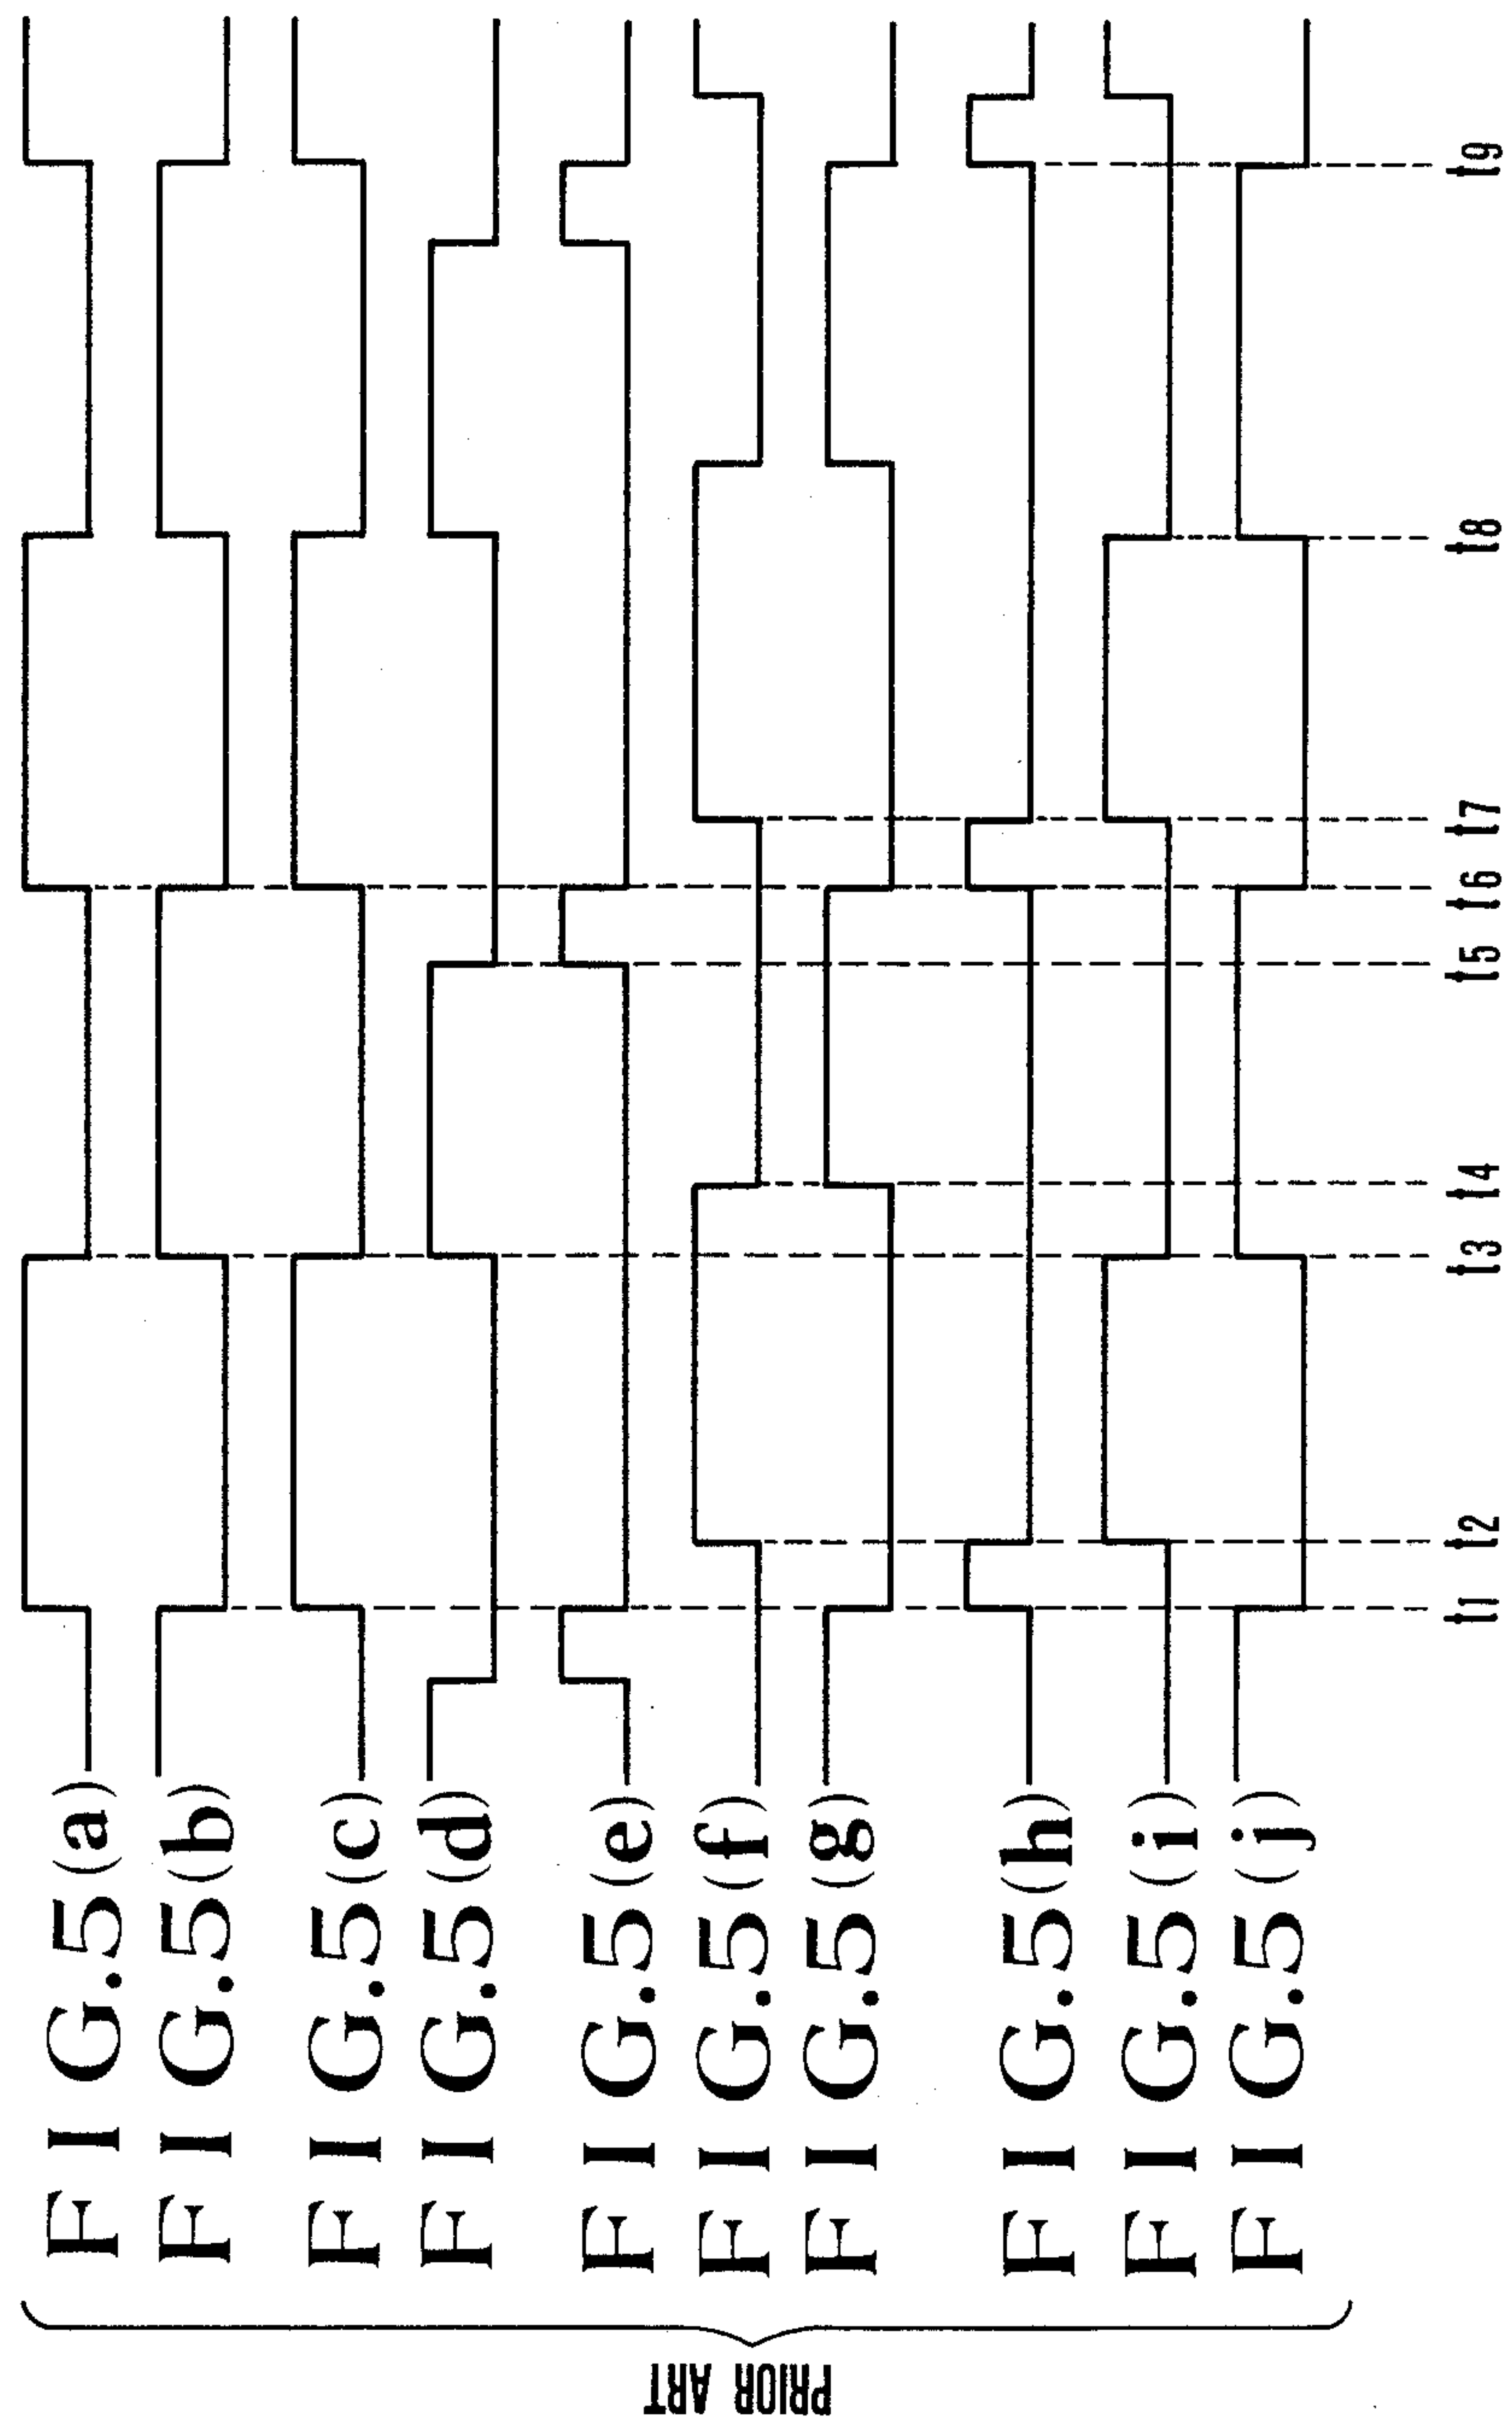 PRIOR ART
FIG.5(a)
FIG.5(b)
FIG.5(c)
FIG.5(d)
FIG.5(e)
FIG.5(f)
FIG.5(g)
FIG.5(h)
FIG.5(i)
FIG.5(j)
t1 t2 t3 t4 t5 t6 t7 t8 t9